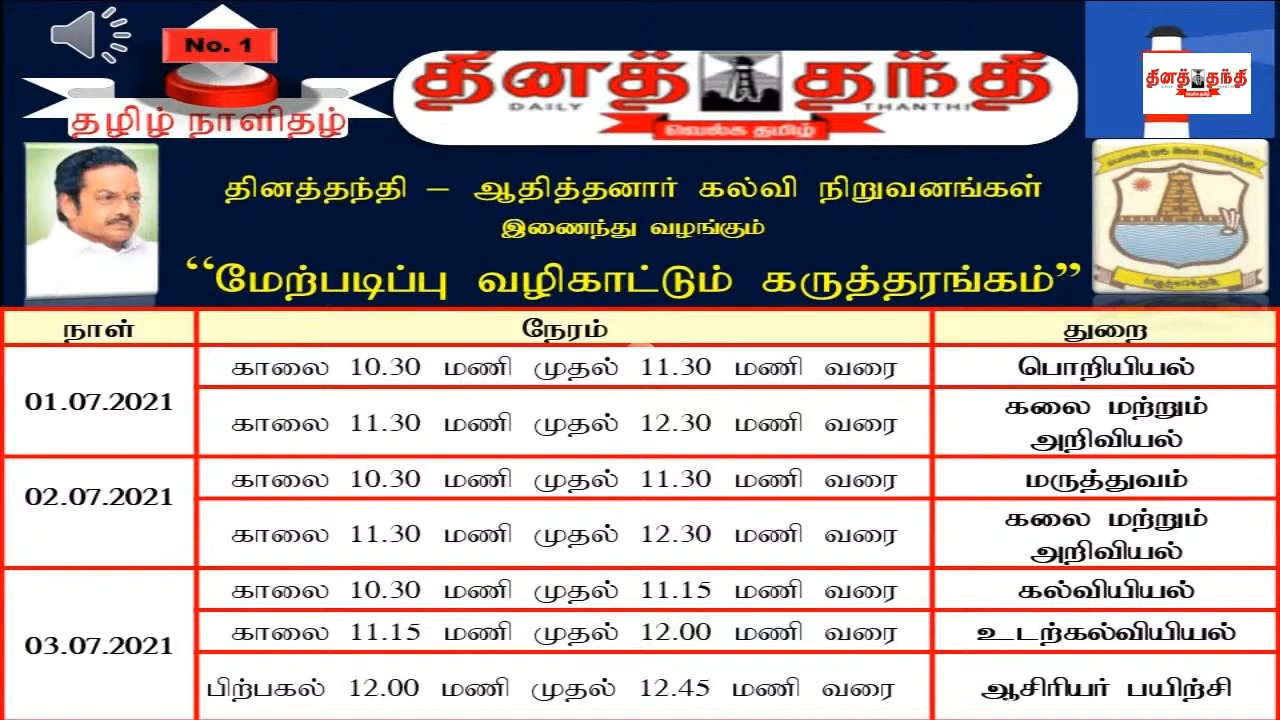 No. 1
தமிழ் நாளிதழ்
தினத் தந்தி
DAILY THANTHI
வெல்க தமிழ்
தினத் தந்தி
DAILY THANTHI
வெல்க தமிழ்
தினத்தந்தி – ஆதித்தனார் கல்வி நிறுவனங்கள்
இணைந்து வழங்கும்
“மேற்படிப்பு வழிகாட்டும் கருத்தரங்கம்”
நாள் நேரம் துறை
01.07.2021 காலை 10.30 மணி முதல் 11.30 மணி வரை பொறியியல்
காலை 11.30 மணி முதல் 12.30 மணி வரை கலை மற்றும்
அறிவியல்
02.07.2021 காலை 10.30 மணி முதல் 11.30 மணி வரை மருத்துவம்
காலை 11.30 மணி முதல் 12.30 மணி வரை கலை மற்றும்
அறிவியல்
03.07.2021 காலை 10.30 மணி முதல் 11.15 மணி வரை கல்வியியல்
காலை 11.15 மணி முதல் 12.00 மணி வரை உடற்கல்வியியல்
பிற்பகல் 12.00 மணி முதல் 12.45 மணி வரை ஆசிரியர் பயிற்சி